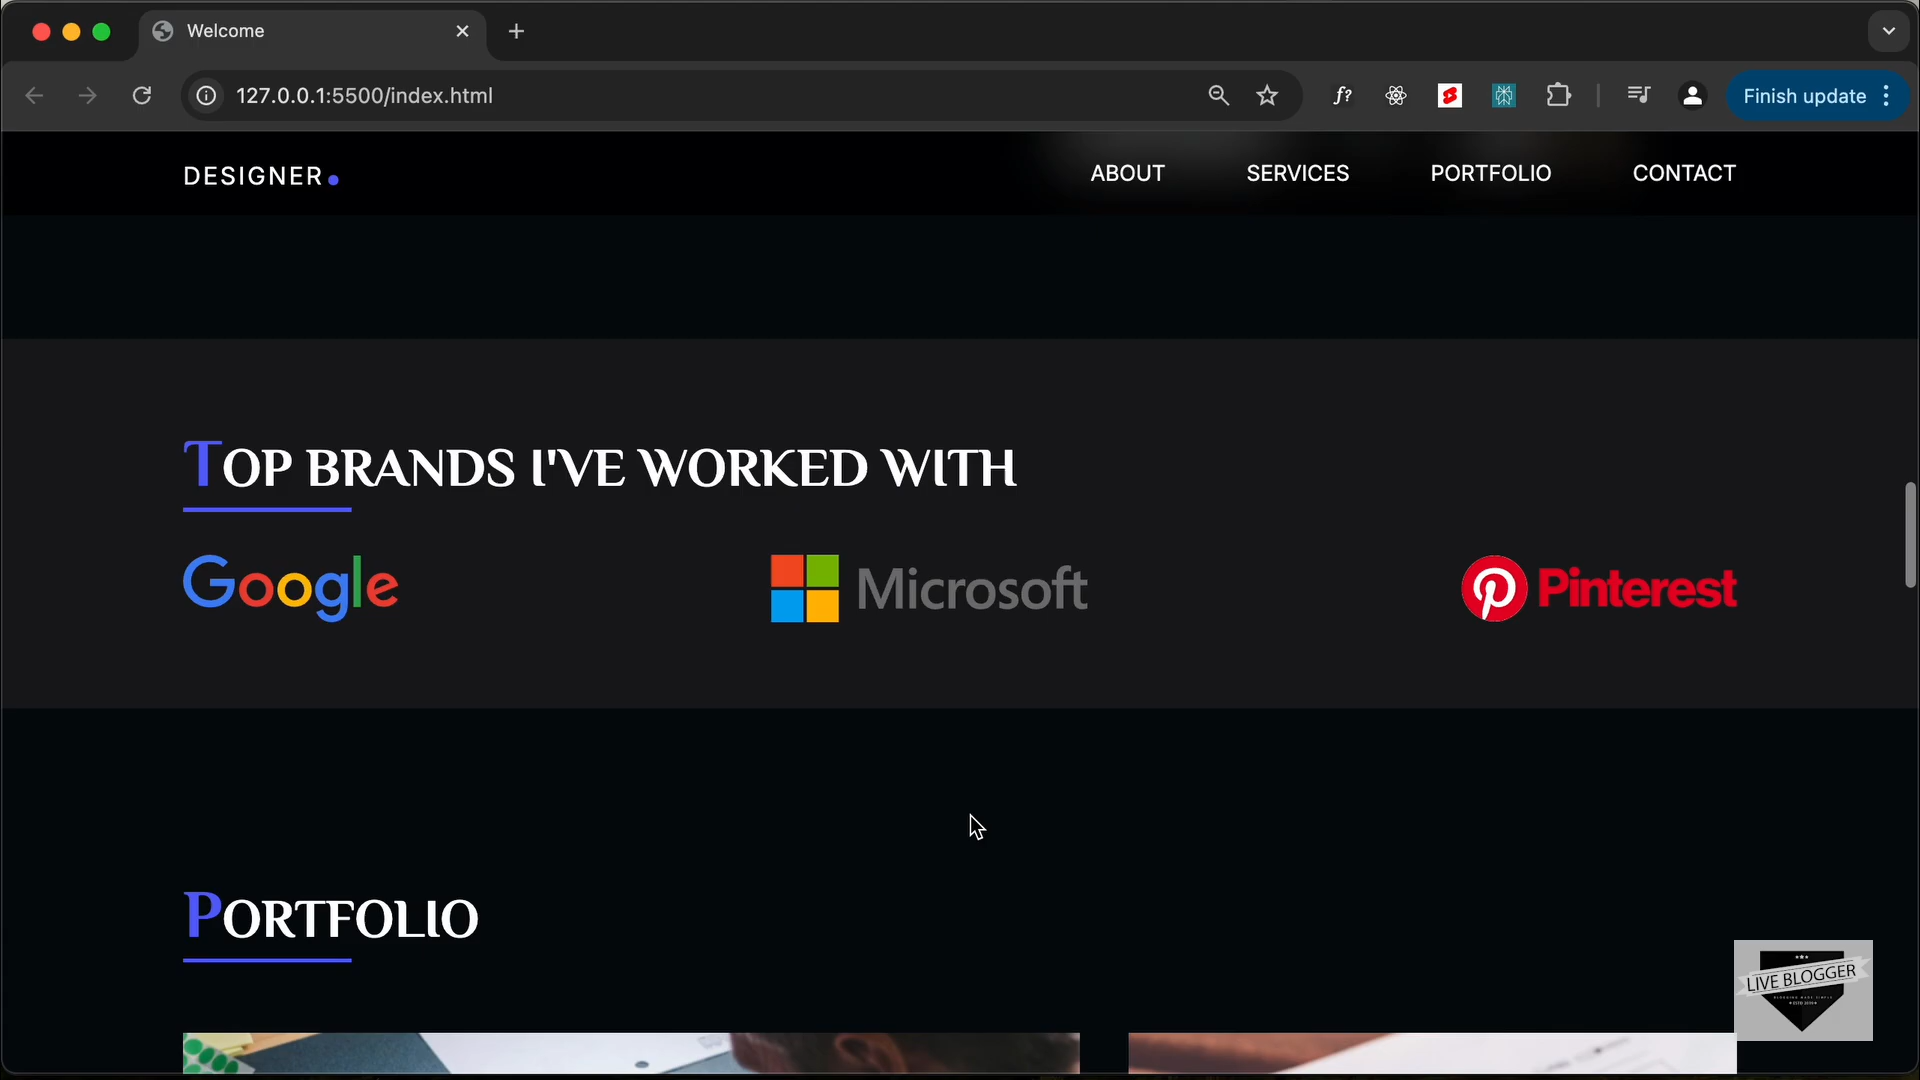 Welcome
127.0.0.1:5500/index.html
f?
Finish update
DESIGNER.
ABOUT SERVICES PORTFOLIO CONTACT
TOP BRANDS I'VE WORKED WITH
Google Microsoft Pinterest
PORTFOLIO
LIVE BLOGGER